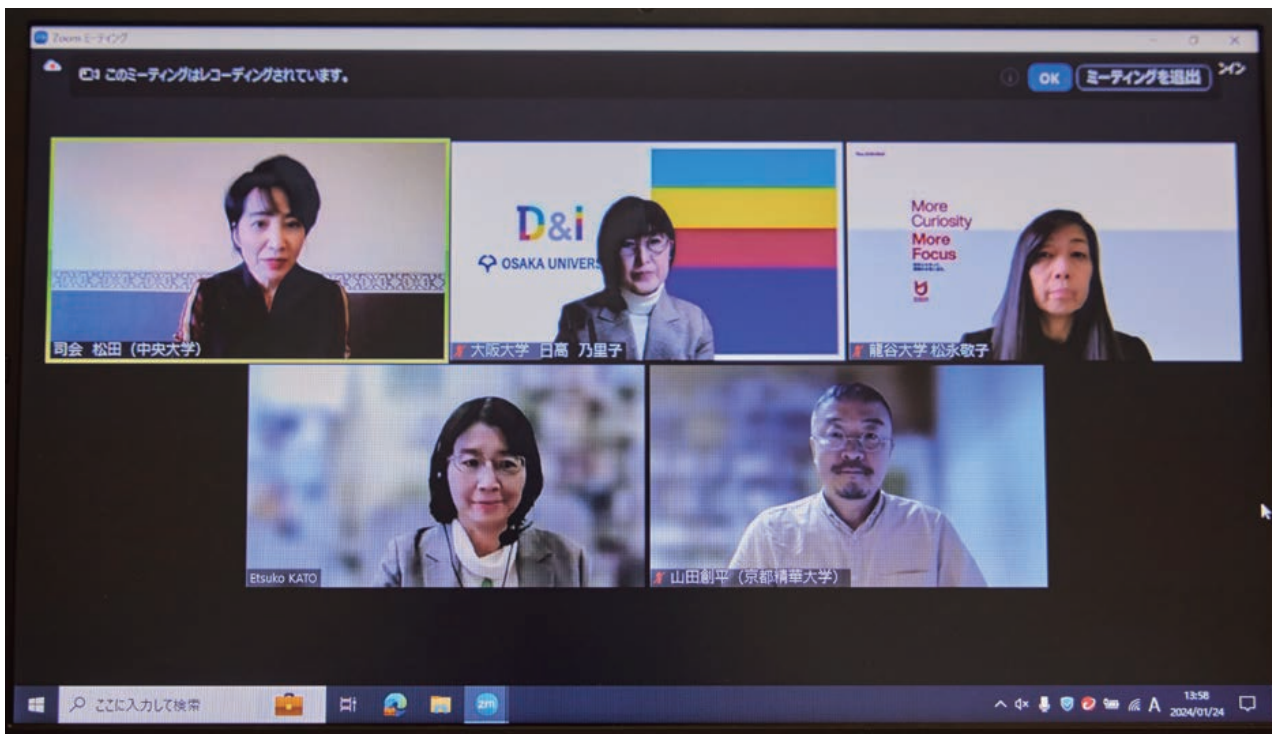 Zoom ミーティング
このミーティングはレコーディングされています。
OK
ミーティングを退出
D&i
OSAKA UNIVERS
More
Curiosity
More
Focus
司会 松田（中央大学）
大阪大学 日高 乃里子
龍谷大学 松永敬子
Etsuko KATO
山田創平（京都精華大学）
ここに入力して検索
zm
A
13:58
2024/01/24